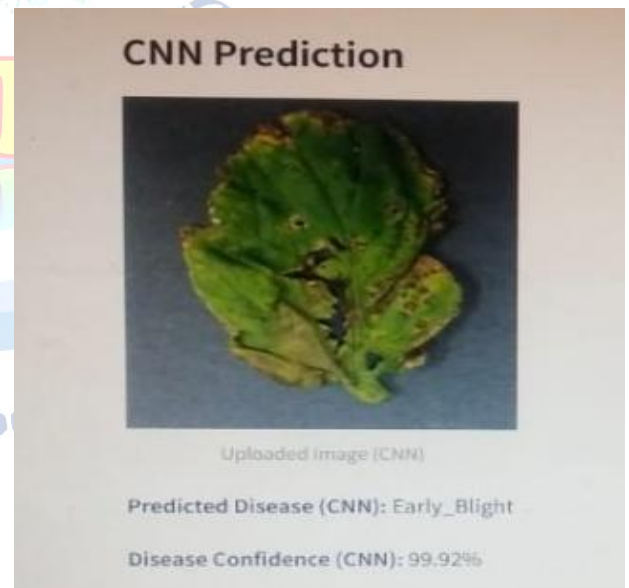 CNN Prediction
Uploaded Image (CNN)
Predicted Disease (CNN): Early_Blight
Disease Confidence (CNN): 99.92%